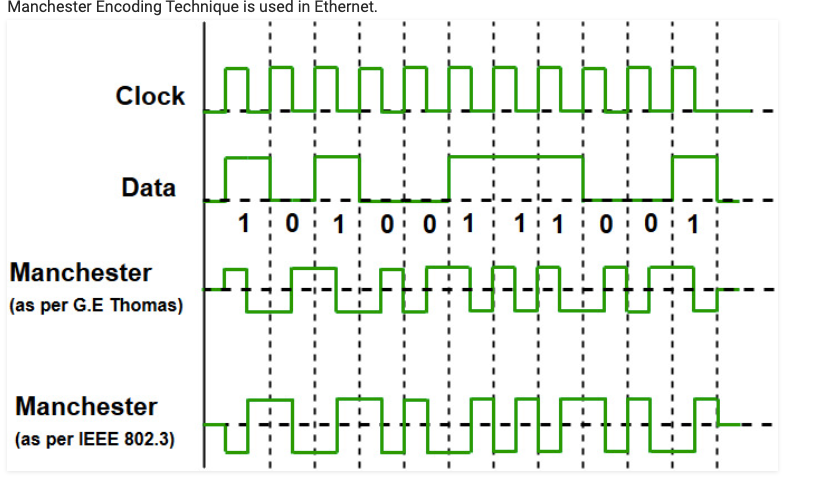 Manchester Encoding Technique is used in Ethernet.
Clock
Data
1 0 1 0 0 1 1 1 0 0 1
Manchester
(as per G.E Thomas)
Manchester
(as per IEEE 802.3)